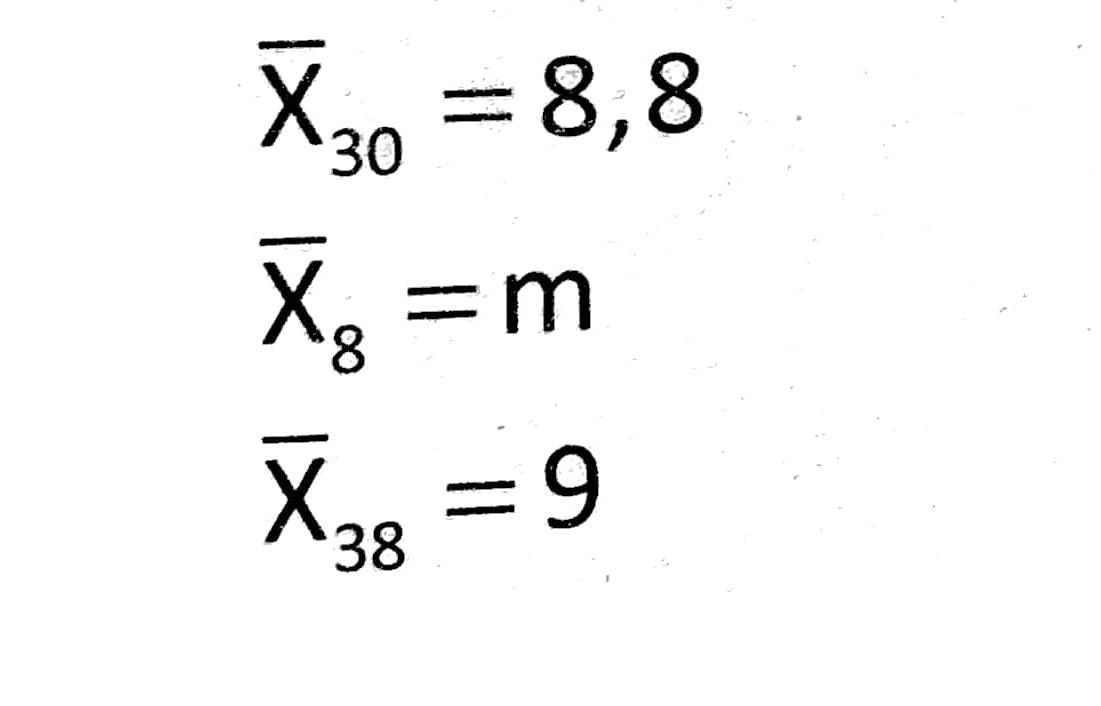 X̅₃₀ = 8,8
X̅₈ = m
X̅₃₈ = 9